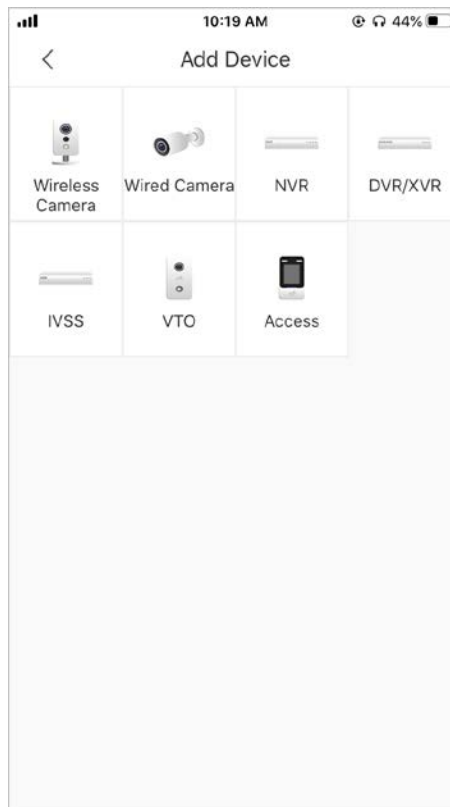 10:19 AM
44%
Add Device
Wireless
Camera
Wired Camera
NVR
DVR/XVR
IVSS
VTO
Access